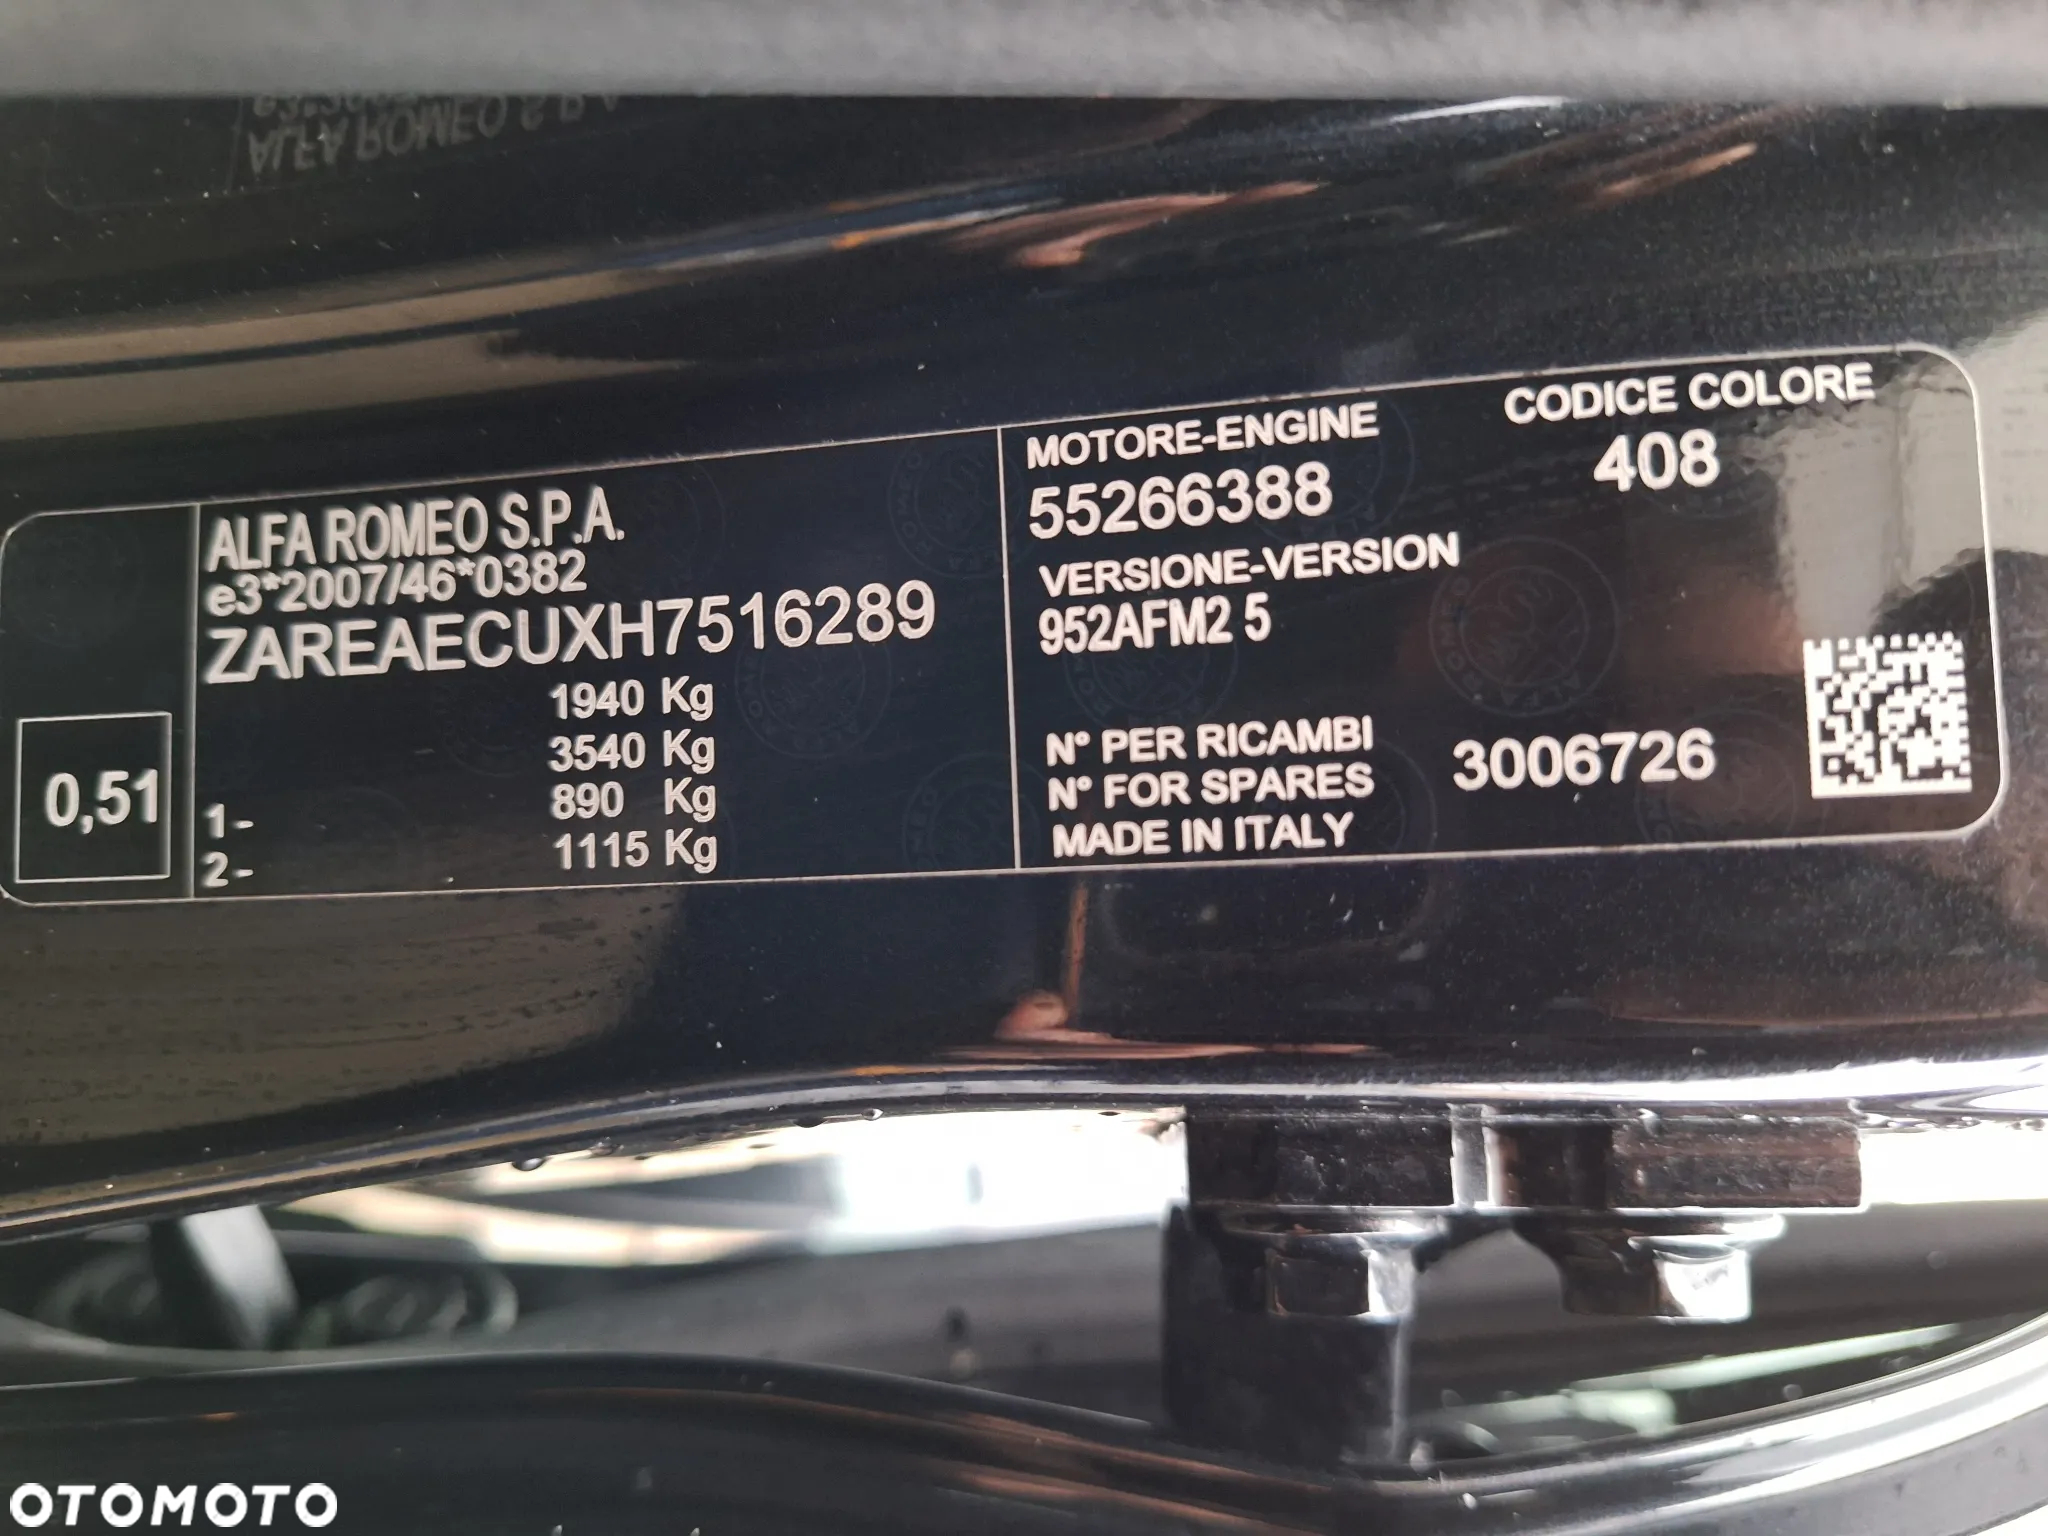 ALFA ROMEO S.P.A.
e3*2007/46*0382
ZAREAECUXH7516289
1940 Kg
3540 Kg
1- 890 Kg
2- 1115 Kg
0,51
MOTORE-ENGINE
55266388
CODICE COLORE
408
VERSIONE-VERSION
952AFM2 5
N° PER RICAMBI
N° FOR SPARES 3006726
MADE IN ITALY
OTOMOTO